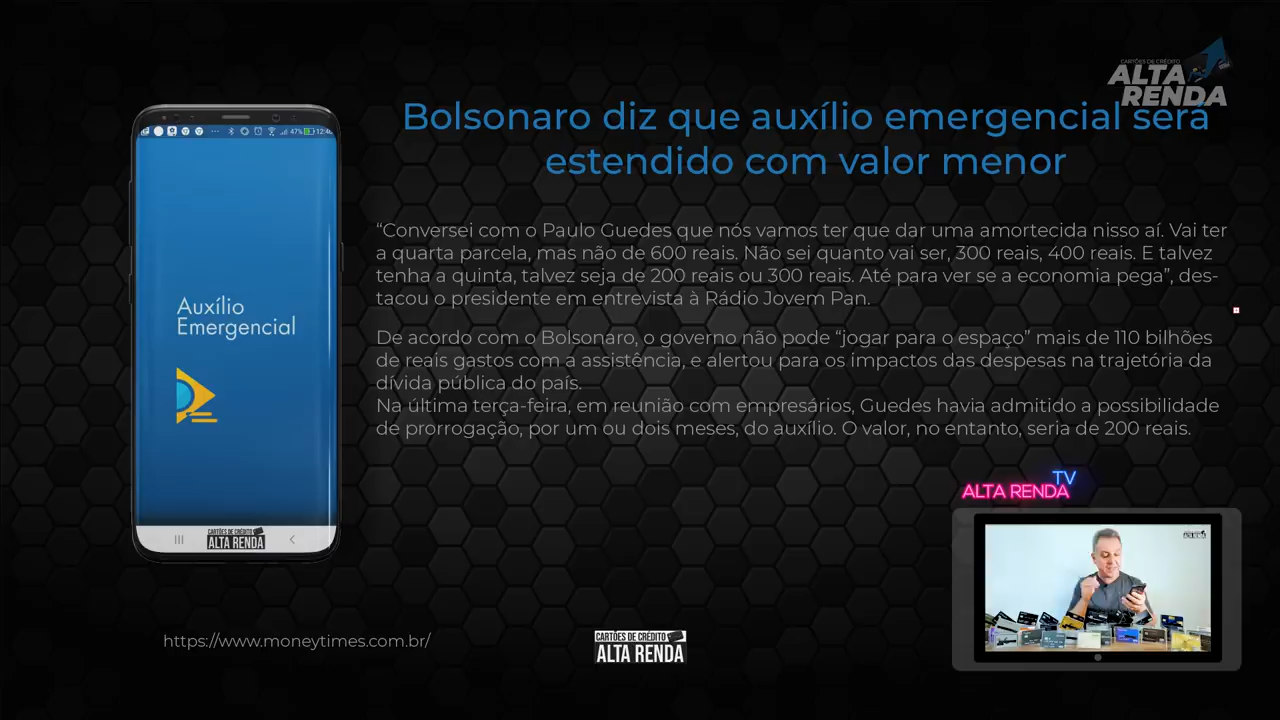 CARTÕES DE CRÉDITO
ALTA
RENDA
Bolsonaro diz que auxílio emergencial será
estendido com valor menor
47% 12:46
Auxílio
Emergencial
CARTÕES DE CRÉDITO
ALTA RENDA
“Conversei com o Paulo Guedes que nós vamos ter que dar uma amortecida nisso aí. Vai ter
a quarta parcela, mas não de 600 reais. Não sei quanto vai ser, 300 reais, 400 reais. E talvez
tenha a quinta, talvez seja de 200 reais ou 300 reais. Até para ver se a economia pega”, des-
tacou o presidente em entrevista à Rádio Jovem Pan.
De acordo com o Bolsonaro, o governo não pode “jogar para o espaço” mais de 110 bilhões
de reais gastos com a assistência, e alertou para os impactos das despesas na trajetória da
dívida pública do país.
Na última terça-feira, em reunião com empresários, Guedes havia admitido a possibilidade
de prorrogação, por um ou dois meses, do auxílio. O valor, no entanto, seria de 200 reais.
TV
ALTA RENDA
https://www.moneytimes.com.br/
CARTÕES DE CRÉDITO
ALTA RENDA